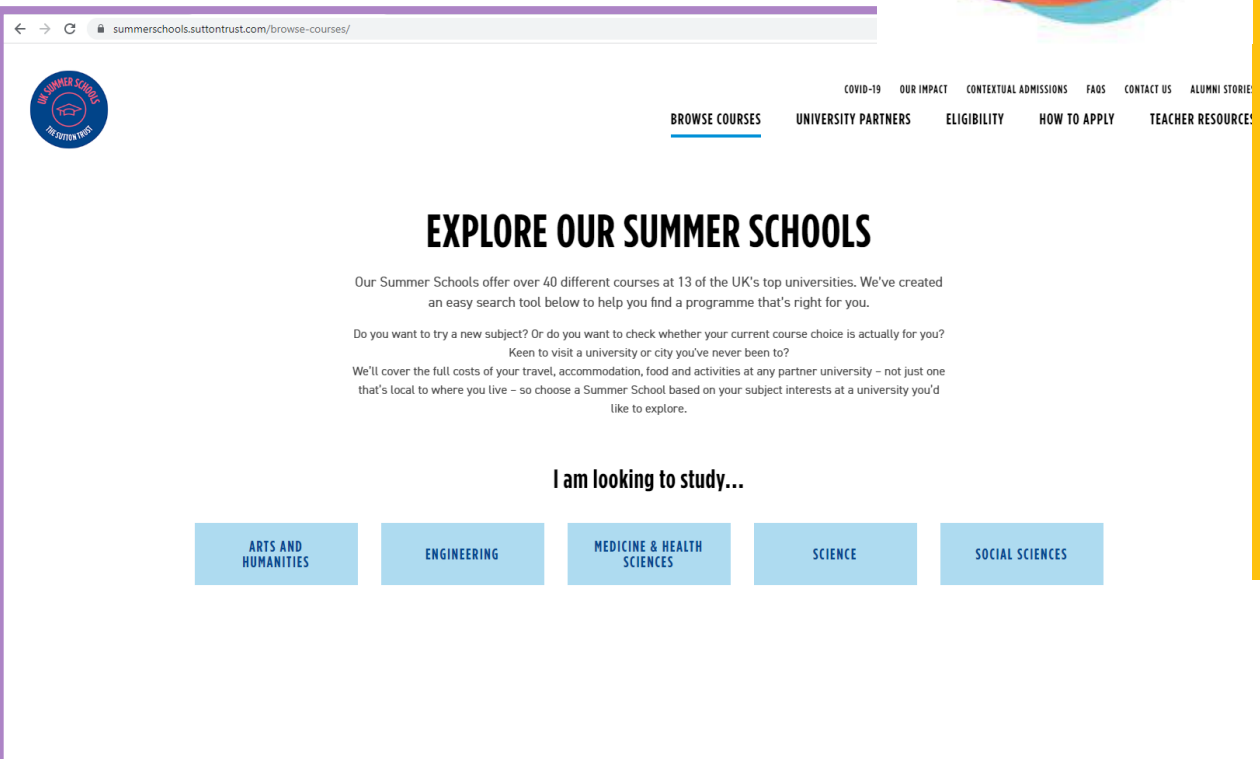 summerschools.suttontrust.com/browse-courses/
UK SUMMER SCHOOLS
THE SUTTON TRUST
COVID-19 OUR IMPACT CONTEXTUAL ADMISSIONS FAQS CONTACT US ALUMNI STORIES
BROWSE COURSES UNIVERSITY PARTNERS ELIGIBILITY HOW TO APPLY TEACHER RESOURCES
EXPLORE OUR SUMMER SCHOOLS
Our Summer Schools offer over 40 different courses at 13 of the UK's top universities. We've created
an easy search tool below to help you find a programme that's right for you.
Do you want to try a new subject? Or do you want to check whether your current course choice is actually for you?
Keen to visit a university or city you've never been to?
We'll cover the full costs of your travel, accommodation, food and activities at any partner university – not just one
that's local to where you live – so choose a Summer School based on your subject interests at a university you'd
like to explore.
I am looking to study...
ARTS AND
HUMANITIES
ENGINEERING
MEDICINE & HEALTH
SCIENCES
SCIENCE
SOCIAL SCIENCES